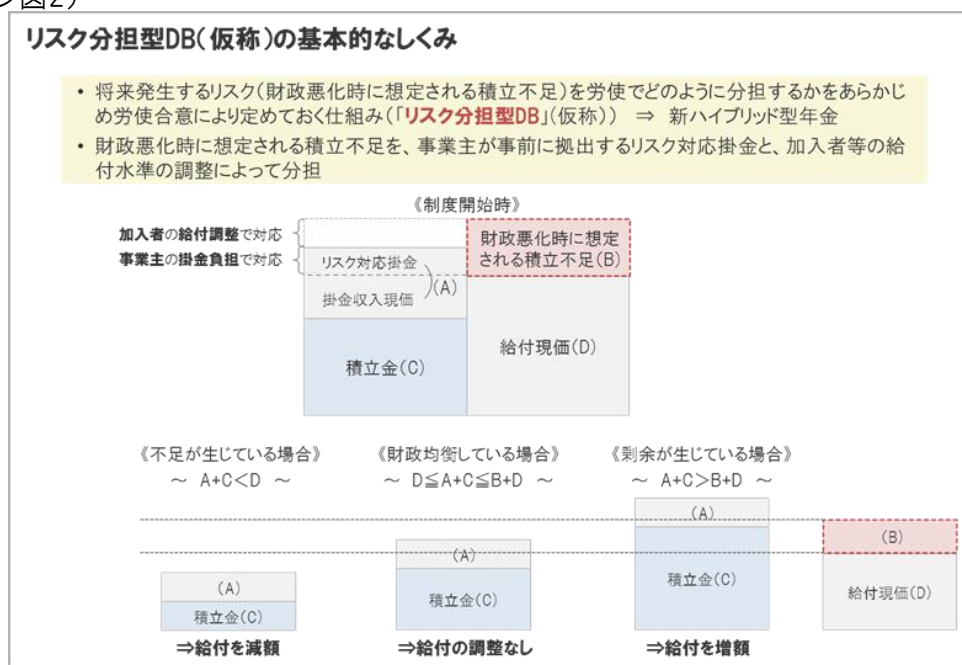 リスク分担型DB(仮称)の基本的なしくみ
• 将来発生するリスク(財政悪化時に想定される積立不足)を労使でどのように分担するかをあらかじ
め労使合意により定めておく仕組み(「リスク分担型DB」(仮称)) ⇒ 新ハイブリッド型年金
• 財政悪化時に想定される積立不足を、事業主が事前に拠出するリスク対応掛金と、加入者等の給
付水準の調整によって分担
《制度開始時》
加入者の給付調整で対応
事業主の掛金負担で対応
リスク対応掛金
掛金収入現価
(A)
積立金(C)
財政悪化時に想定
される積立不足(B)
給付現価(D)
《不足が生じている場合》
~ A+C<D ~
(A)
積立金(C)
⇒給付を減額
《財政均衡している場合》
~ D≦A+C≦B+D ~
(A)
積立金(C)
⇒給付の調整なし
《剰余が生じている場合》
~ A+C>B+D ~
(A)
積立金(C)
⇒給付を増額
(B)
給付現価(D)